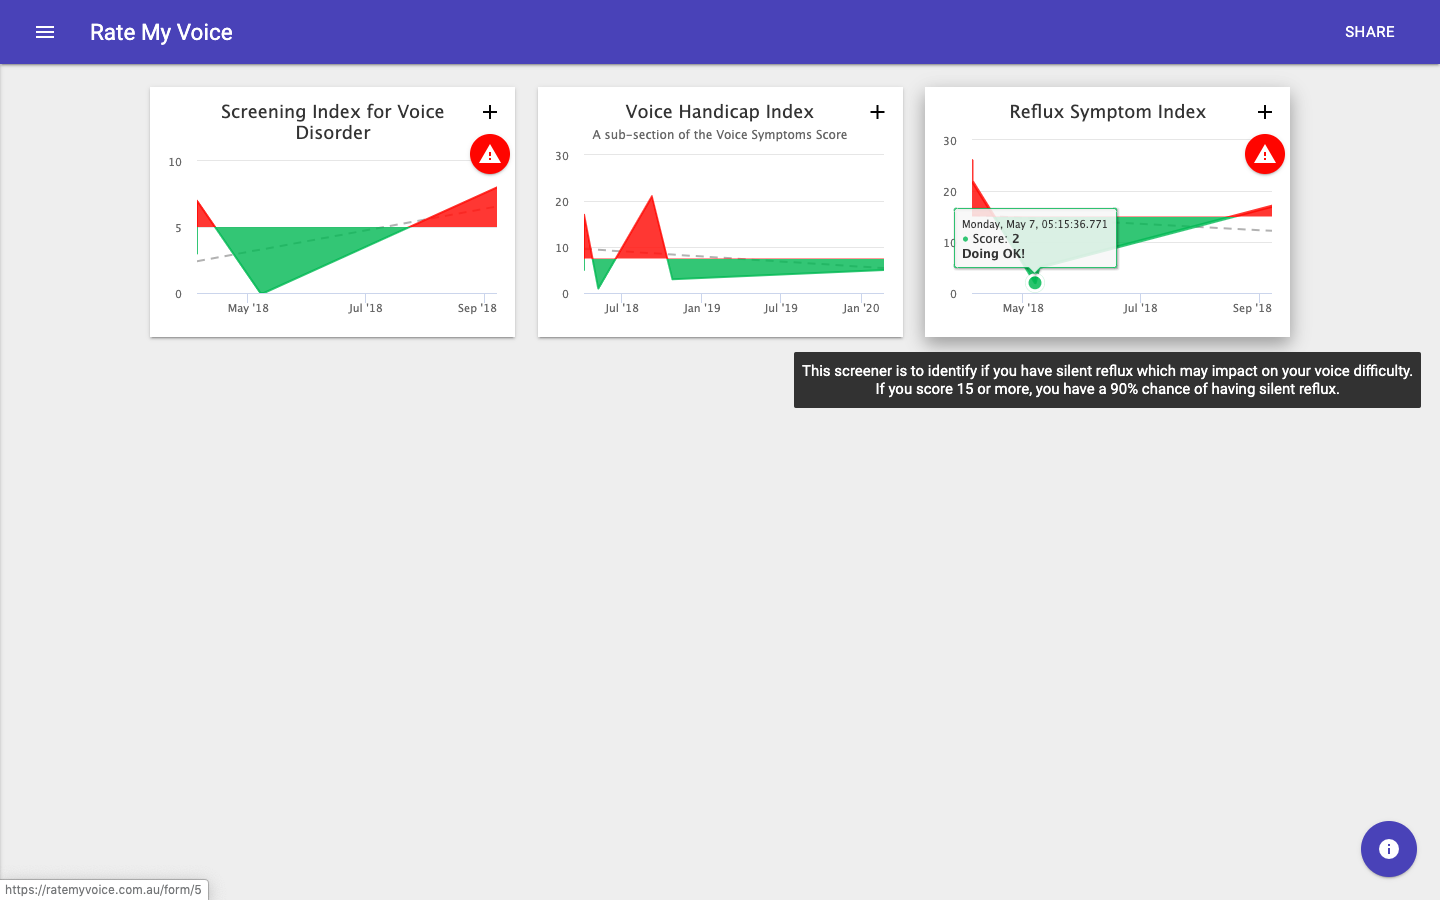 Rate My Voice
SHARE
Screening Index for Voice
Disorder
10
5
0
May '18
Jul '18
Sep '18
Voice Handicap Index
A sub-section of the Voice Symptoms Score
30
20
10
0
Jul '18
Jan '19
Jul '19
Jan '20
Reflux Symptom Index
30
20
10
0
Monday, May 7, 05:15:36.771
● Score: 2
Doing OK!
May '18
Jul '18
Sep '18
This screener is to identify if you have silent reflux which may impact on your voice difficulty.
If you score 15 or more, you have a 90% chance of having silent reflux.
https://ratemyvoice.com.au/form/5